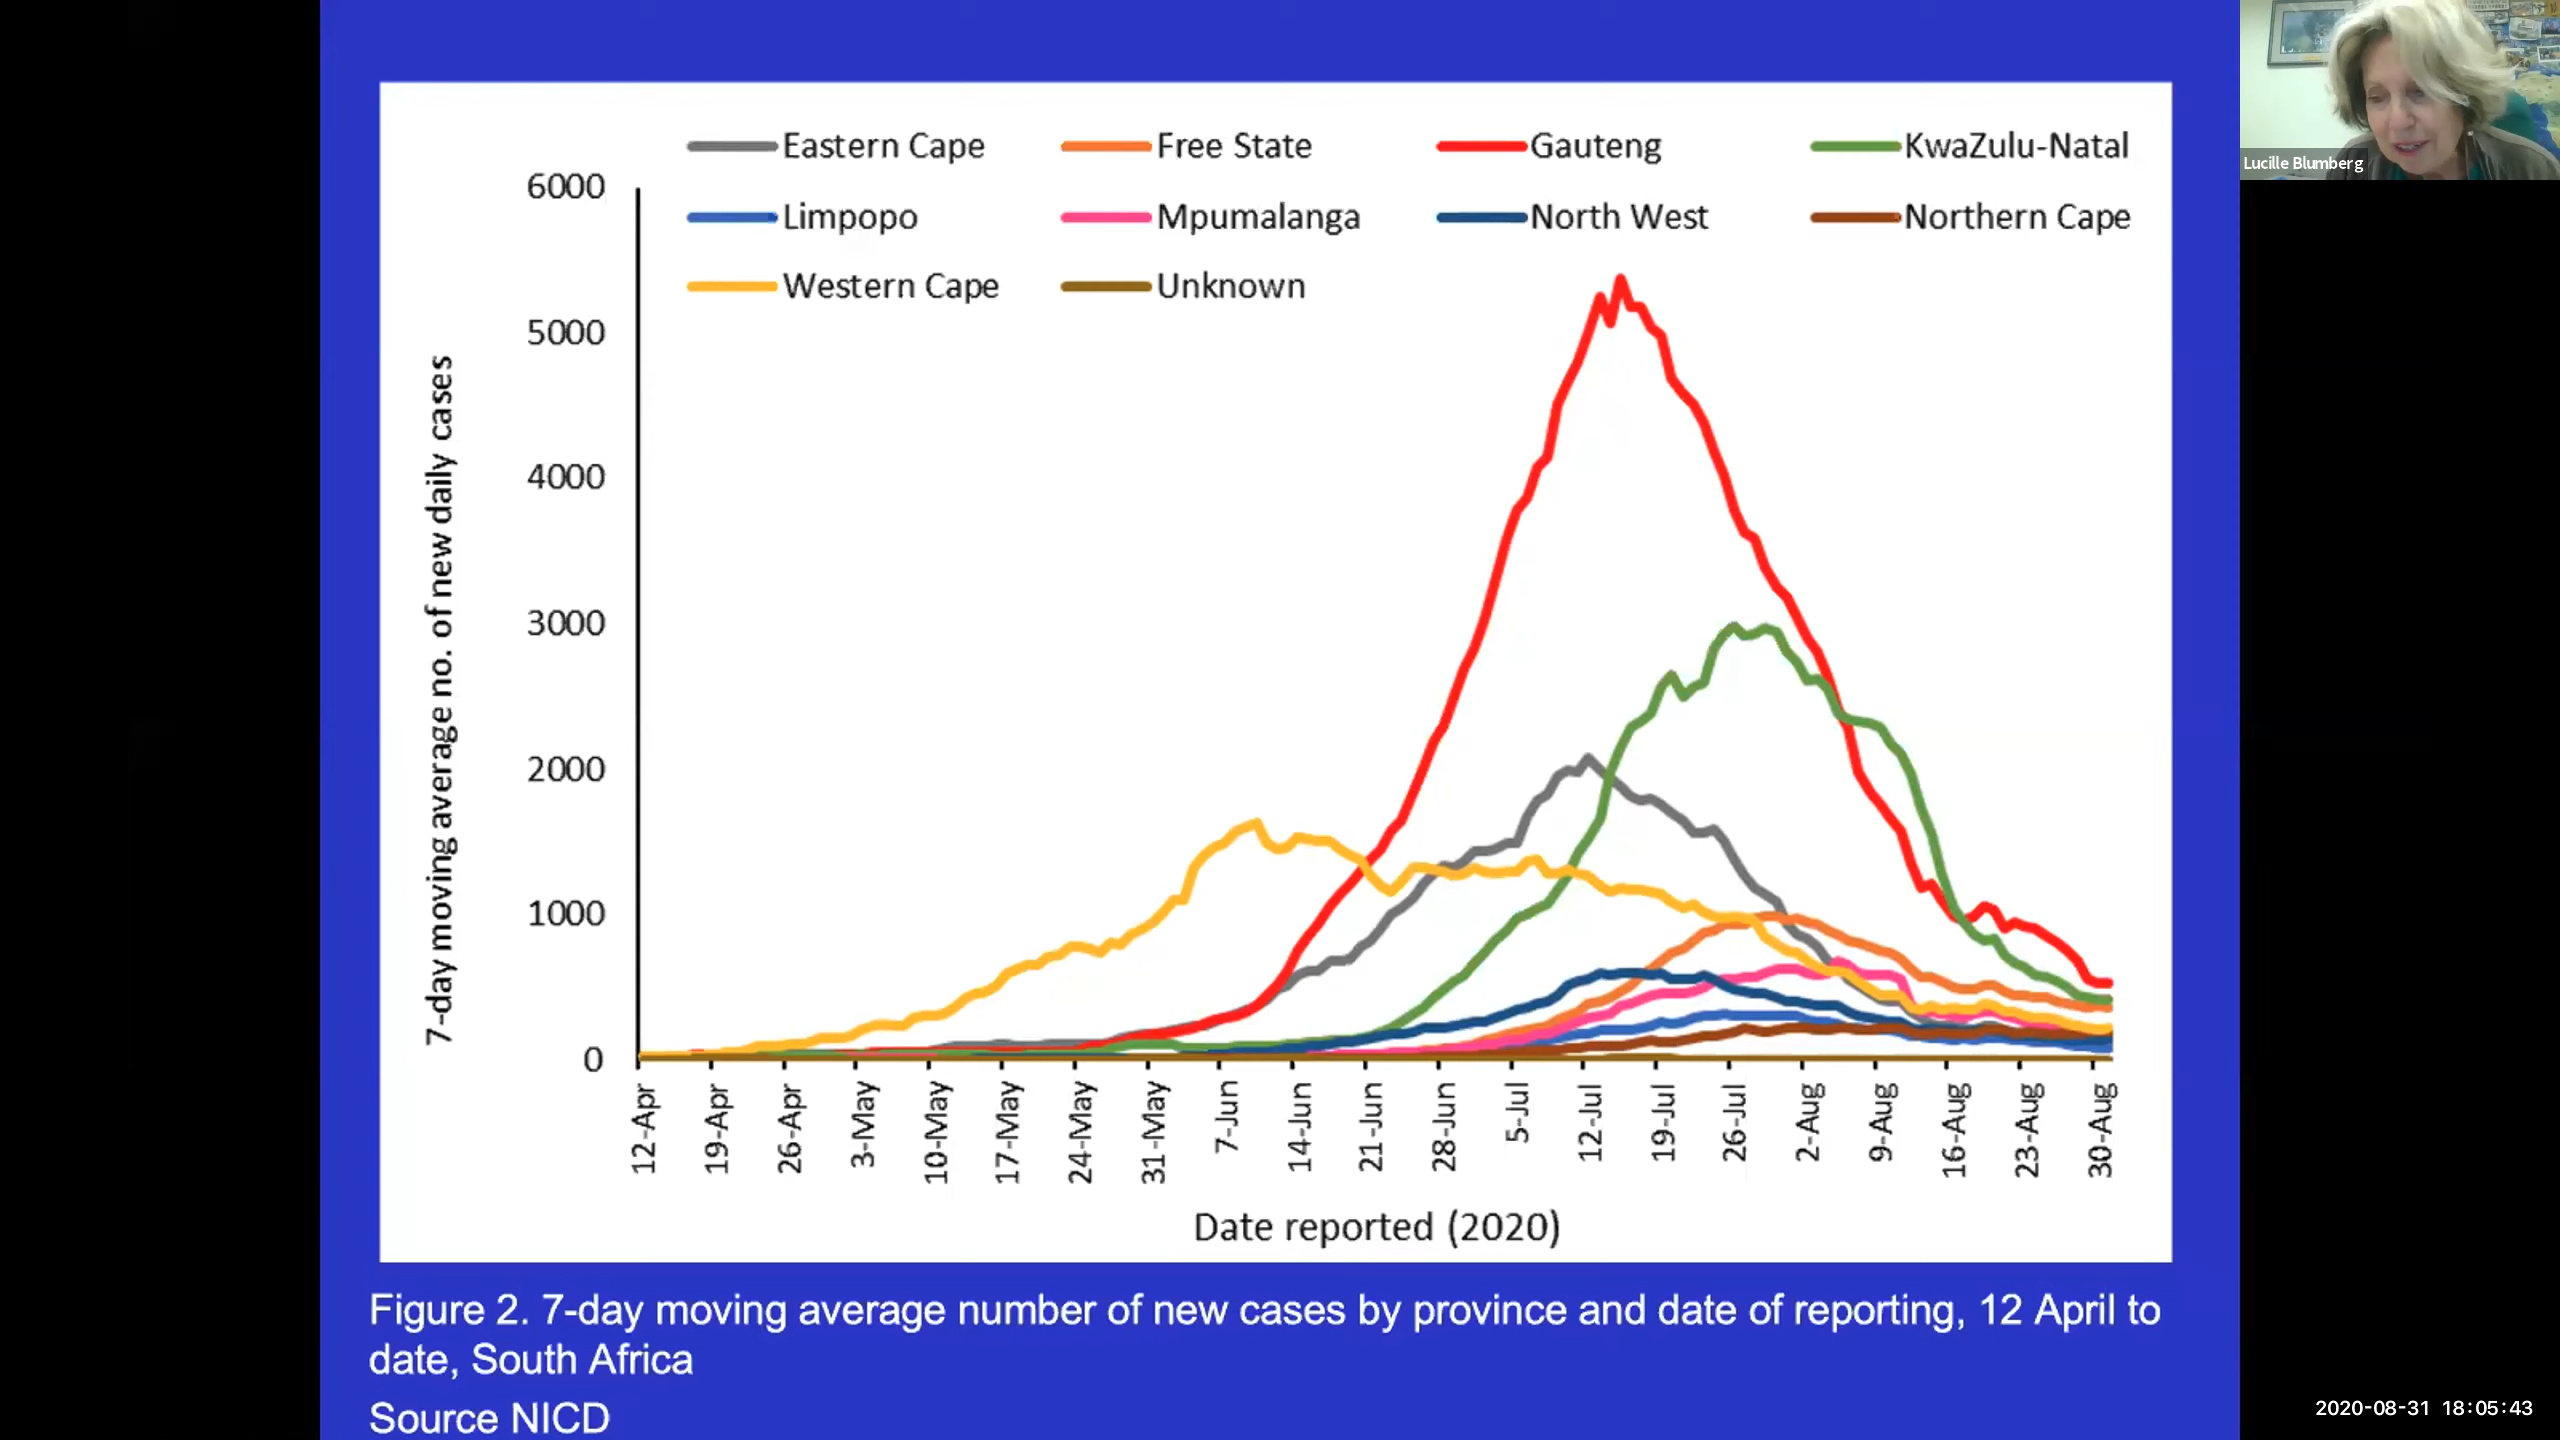 Eastern Cape Free State Gauteng KwaZulu-Natal
Limpopo Mpumalanga North West Northern Cape
Western Cape Unknown
7-day moving average no. of new daily cases
6000
5000
4000
3000
2000
1000
0
12-Apr 19-Apr 26-Apr 3-May 10-May 17-May 24-May 31-May 7-Jun 14-Jun 21-Jun 28-Jun 5-Jul 12-Jul 19-Jul 26-Jul 2-Aug 9-Aug 16-Aug 23-Aug 30-Aug
Date reported (2020)
Figure 2. 7-day moving average number of new cases by province and date of reporting, 12 April to
date, South Africa
Source NICD
Lucille Blumberg
2020-08-31 18:05:43